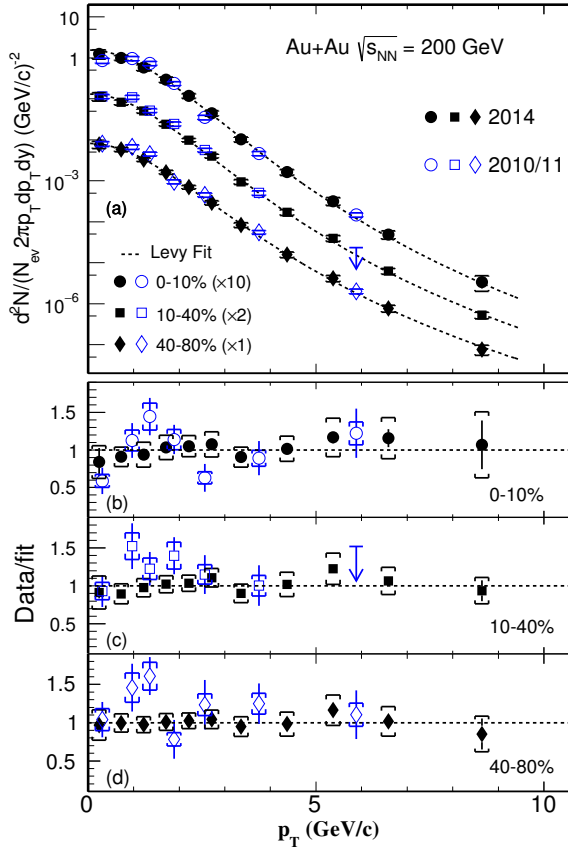 10
1
10⁻³
10⁻⁶
d²N/(N_ev 2πp_T dp_T dy) (GeV/c)⁻²
Au+Au √s_NN = 200 GeV
2014
2010/11
(a)
Levy Fit
0-10% (×10)
10-40% (×2)
40-80% (×1)
1.5
1
0.5
(b)
0-10%
Data/fit
1.5
1
0.5
(c)
10-40%
1.5
1
0.5
(d)
40-80%
0 5 10
p_T (GeV/c)